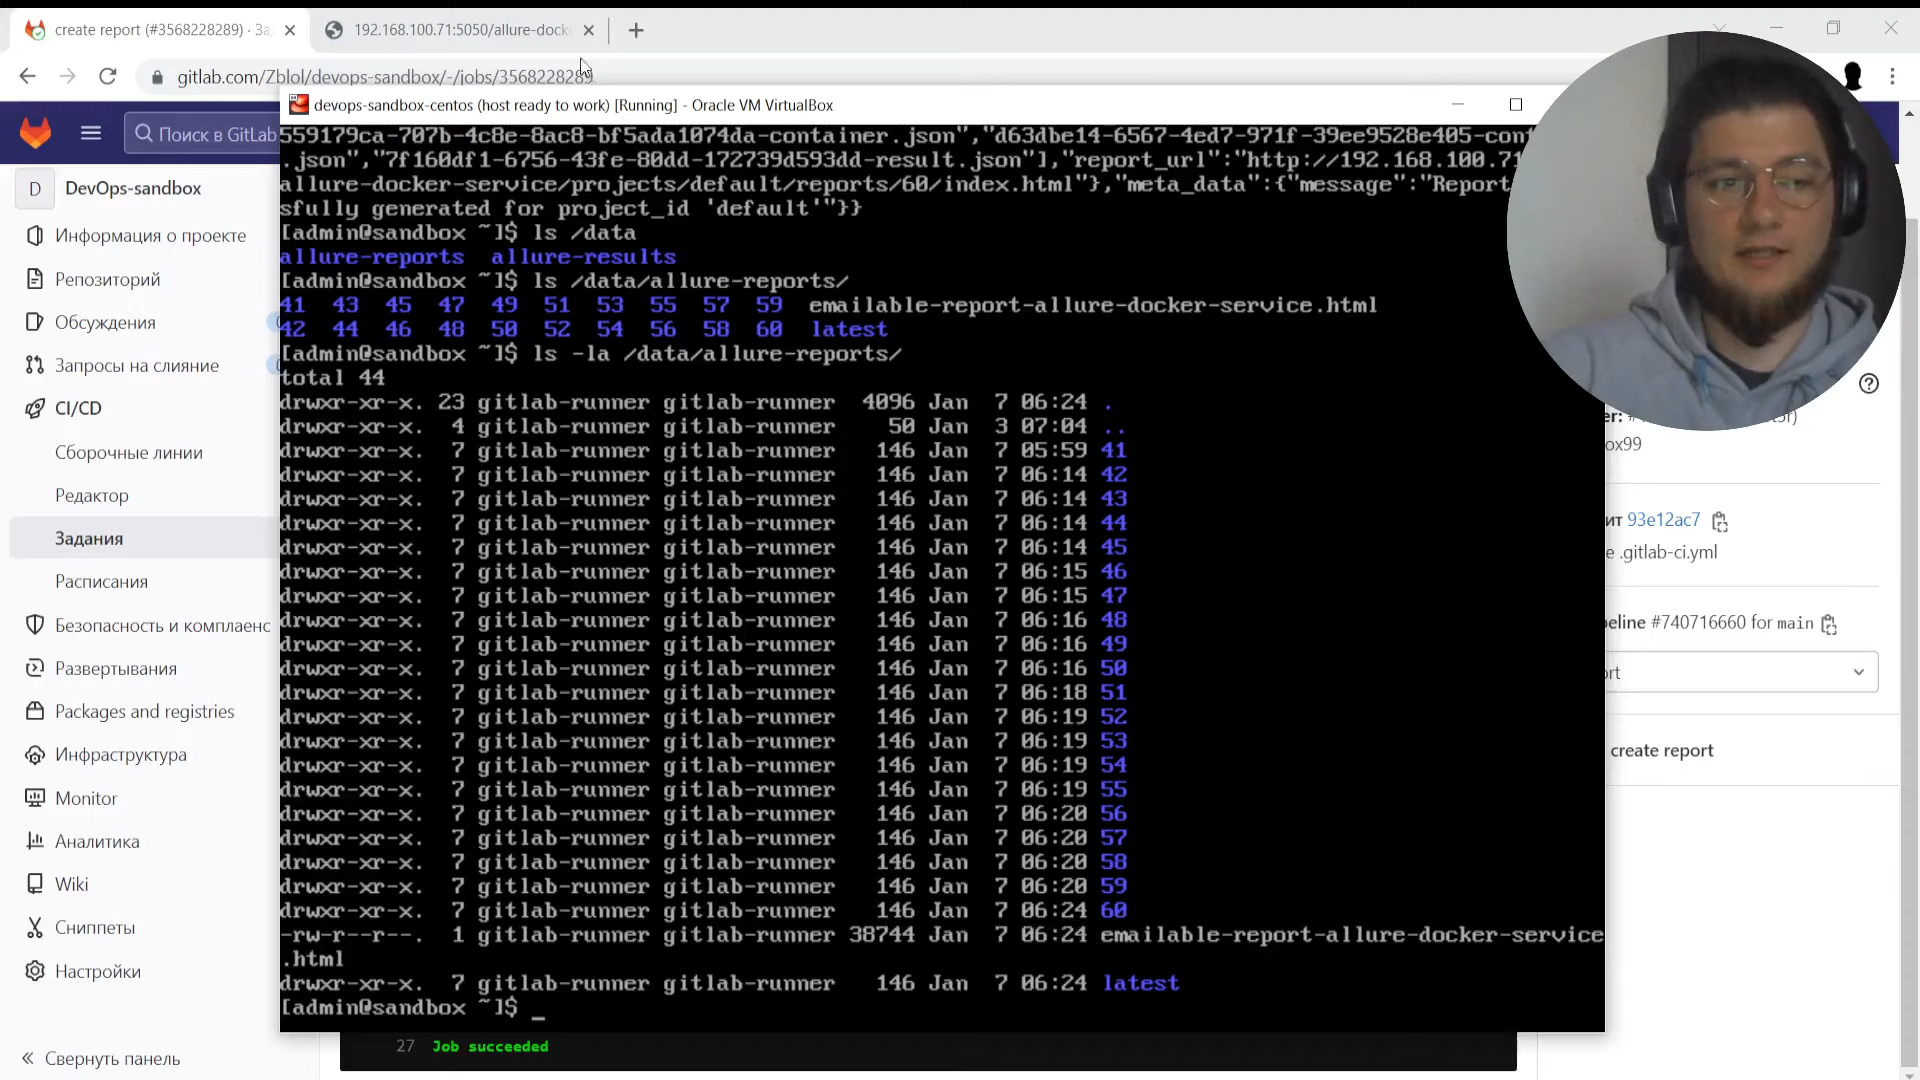 create report (#3568228289) · За
192.168.100.71:5050/allure-dock
gitlab.com/Zblol/devops-sandbox/-/jobs/3568228289
devops-sandbox-centos (host ready to work) [Running] - Oracle VM VirtualBox
Поиск в GitLab
D DevOps-sandbox
Информация о проекте
Репозиторий
Обсуждения
Запросы на слияние
CI/CD
Сборочные линии
Редактор
Задания
Расписания
Безопасность и комплаенс
Развертывания
Packages and registries
Инфраструктура
Monitor
Аналитика
Wiki
Сниппеты
Настройки
Свернуть панель
559179ca-707b-4c8e-8ac8-bf5ada1074da-container.json","d63dbe14-6567-4ed7-971f-39ee9528e405-cont
.json","7f160df1-6756-43fe-80dd-172739d593dd-result.json"],"report_url":"http://192.168.100.71
allure-docker-service/projects/default/reports/60/index.html"},"meta_data":{"message":"Report
sfully generated for project_id 'default'"}}
[admin@sandbox ~]$ ls /data
allure-reports allure-results
[admin@sandbox ~]$ ls /data/allure-reports/
41 43 45 47 49 51 53 55 57 59 emailable-report-allure-docker-service.html
42 44 46 48 50 52 54 56 58 60 latest
[admin@sandbox ~]$ ls -la /data/allure-reports/
total 44
drwxr-xr-x. 23 gitlab-runner gitlab-runner 4096 Jan 7 06:24 .
drwxr-xr-x. 4 gitlab-runner gitlab-runner 50 Jan 3 07:04 ..
drwxr-xr-x. 7 gitlab-runner gitlab-runner 146 Jan 7 05:59 41
drwxr-xr-x. 7 gitlab-runner gitlab-runner 146 Jan 7 06:14 42
drwxr-xr-x. 7 gitlab-runner gitlab-runner 146 Jan 7 06:14 43
drwxr-xr-x. 7 gitlab-runner gitlab-runner 146 Jan 7 06:14 44
drwxr-xr-x. 7 gitlab-runner gitlab-runner 146 Jan 7 06:14 45
drwxr-xr-x. 7 gitlab-runner gitlab-runner 146 Jan 7 06:15 46
drwxr-xr-x. 7 gitlab-runner gitlab-runner 146 Jan 7 06:15 47
drwxr-xr-x. 7 gitlab-runner gitlab-runner 146 Jan 7 06:16 48
drwxr-xr-x. 7 gitlab-runner gitlab-runner 146 Jan 7 06:16 49
drwxr-xr-x. 7 gitlab-runner gitlab-runner 146 Jan 7 06:16 50
drwxr-xr-x. 7 gitlab-runner gitlab-runner 146 Jan 7 06:18 51
drwxr-xr-x. 7 gitlab-runner gitlab-runner 146 Jan 7 06:19 52
drwxr-xr-x. 7 gitlab-runner gitlab-runner 146 Jan 7 06:19 53
drwxr-xr-x. 7 gitlab-runner gitlab-runner 146 Jan 7 06:19 54
drwxr-xr-x. 7 gitlab-runner gitlab-runner 146 Jan 7 06:19 55
drwxr-xr-x. 7 gitlab-runner gitlab-runner 146 Jan 7 06:20 56
drwxr-xr-x. 7 gitlab-runner gitlab-runner 146 Jan 7 06:20 57
drwxr-xr-x. 7 gitlab-runner gitlab-runner 146 Jan 7 06:20 58
drwxr-xr-x. 7 gitlab-runner gitlab-runner 146 Jan 7 06:20 59
drwxr-xr-x. 7 gitlab-runner gitlab-runner 146 Jan 7 06:24 60
-rw-r--r--. 1 gitlab-runner gitlab-runner 38744 Jan 7 06:24 emailable-report-allure-docker-service
.html
drwxr-xr-x. 7 gitlab-runner gitlab-runner 146 Jan 7 06:24 latest
[admin@sandbox ~]$ _
27 Job succeeded
ox99
ит 93e12ac7
e .gitlab-ci.yml
eline #740716660 for main
ort
create report